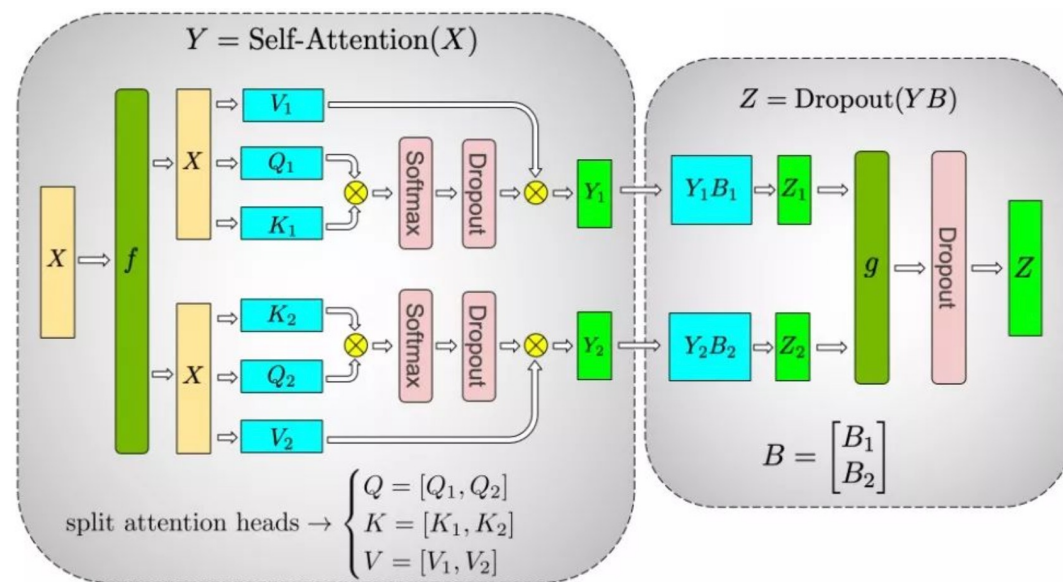 Y = Self-Attention(X)
X
f
X
V₁
Q₁
K₁
Softmax
Dropout
Y₁
X
K₂
Q₂
V₂
Softmax
Dropout
Y₂
split attention heads → { Q = [Q₁, Q₂]
K = [K₁, K₂]
V = [V₁, V₂]
Z = Dropout(YB)
Y₁B₁
Z₁
Y₂B₂
Z₂
g
Dropout
Z
B = [B₁
B₂]